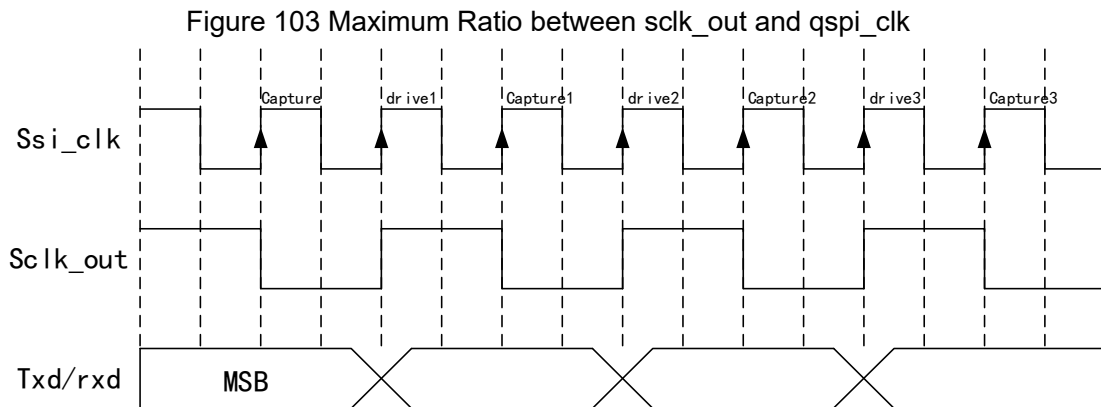 Figure 103 Maximum Ratio between sclk_out and qspi_clk
Capture drive1 Capture1 drive2 Capture2 drive3 Capture3
Ssi_clk
Sclk_out
Txd/rxd MSB